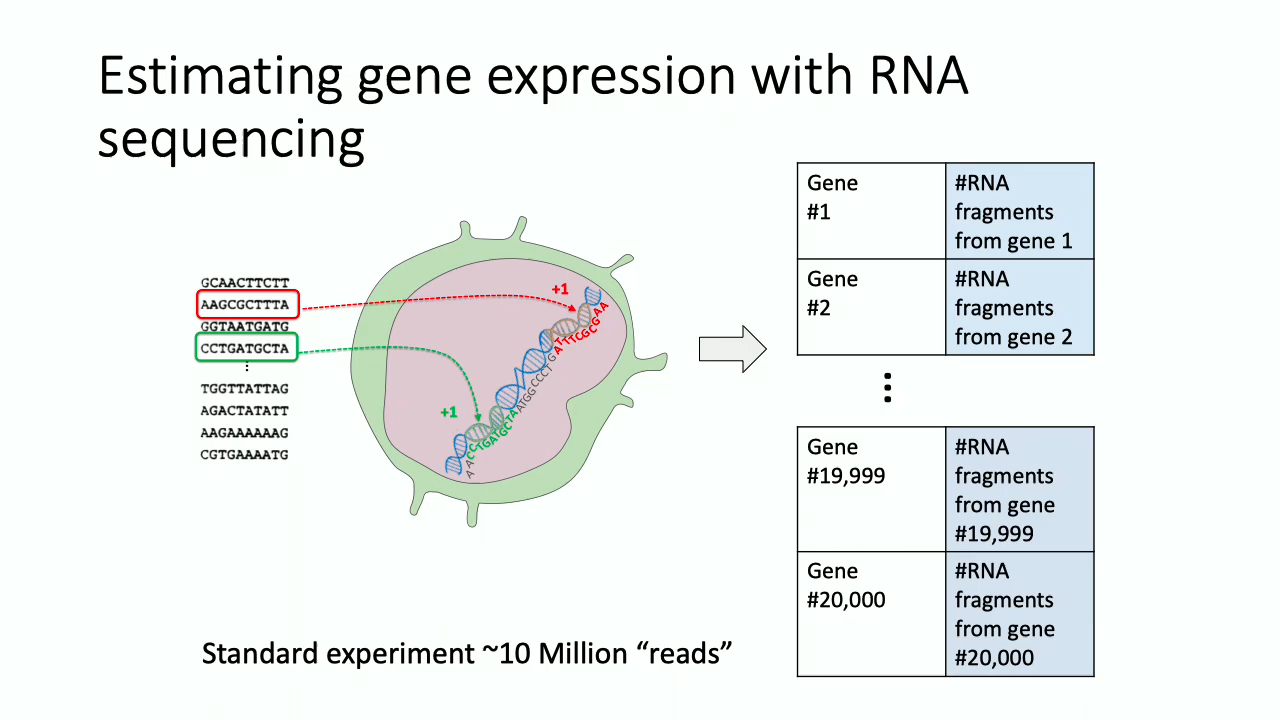 Estimating gene expression with RNA
sequencing
GCAACTTCTT
AAGCGCTTTA
GGTAATGATG
CCTGATGCTA
⋮
TGGTTATTAG
AGACTATATT
AAGAAAAAAG
CGTGAAAATG
+1
+1
AACCTGATGCTAATGGCCCTGATTTCGCGAA
Gene
#1
#RNA
fragments
from gene 1
Gene
#2
#RNA
fragments
from gene 2
⋮
Gene
#19,999
#RNA
fragments
from gene
#19,999
Gene
#20,000
#RNA
fragments
from gene
#20,000
Standard experiment ~10 Million “reads”